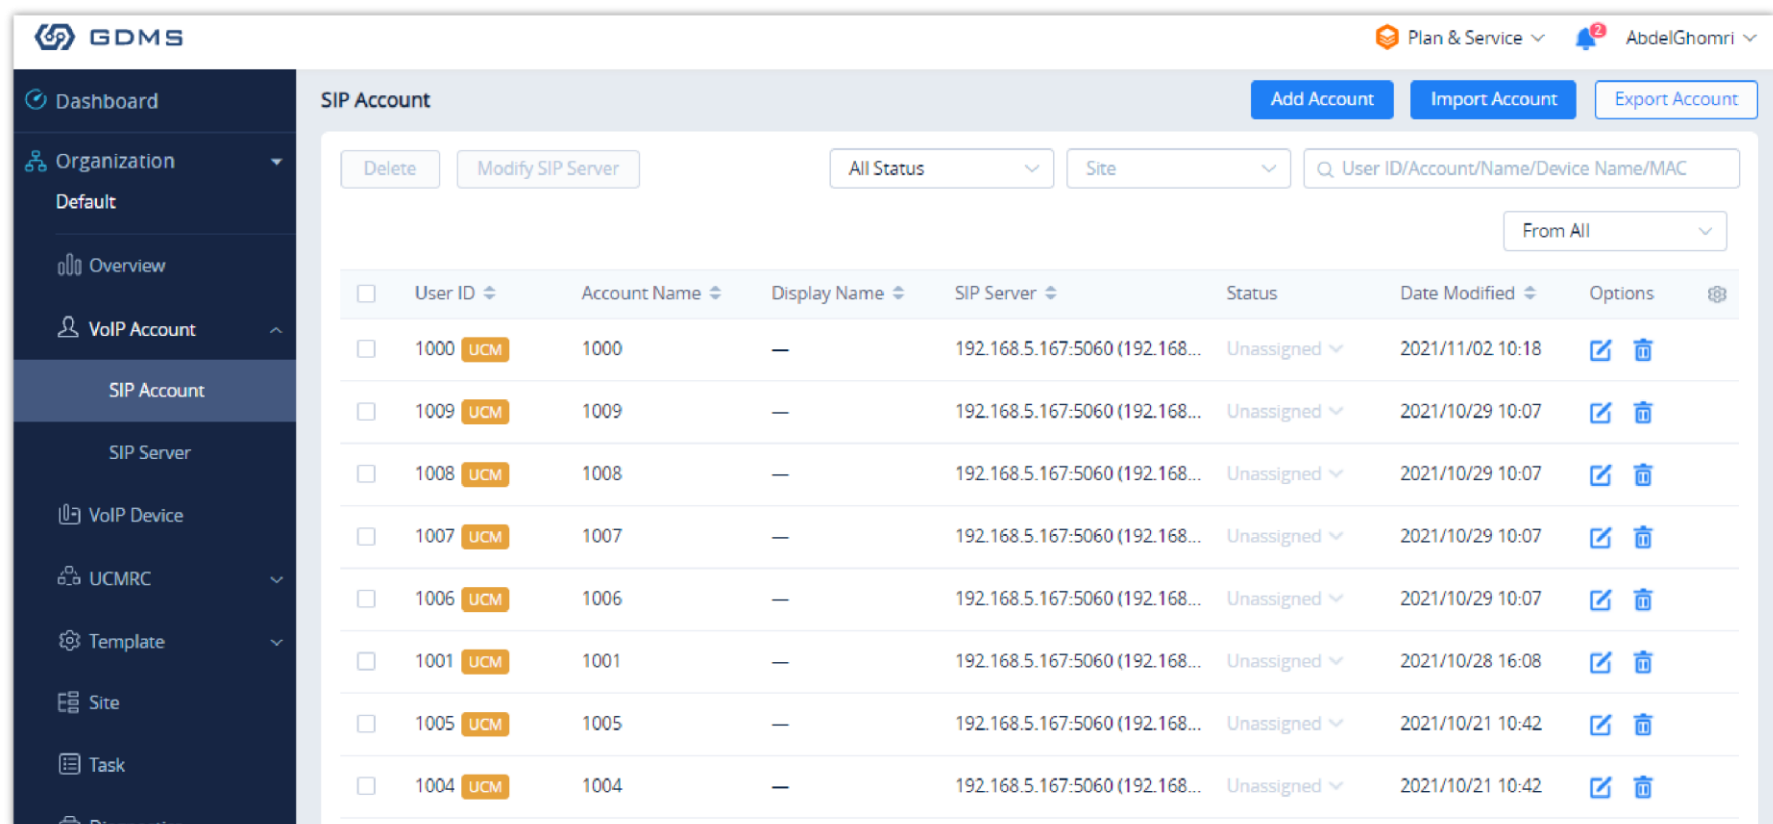 GDMS
Plan & Service
2
AbdelGhomri
Dashboard
Organization
Default
Overview
VoIP Account
SIP Account
SIP Server
VoIP Device
UCMRC
Template
Site
Task
SIP Account
Add Account
Import Account
Export Account
Delete
Modify SIP Server
All Status
Site
User ID/Account/Name/Device Name/MAC
From All
User ID Account Name Display Name SIP Server Status Date Modified Options
1000 UCM 1000 — 192.168.5.167:5060 (192.168... Unassigned 2021/11/02 10:18
1009 UCM 1009 — 192.168.5.167:5060 (192.168... Unassigned 2021/10/29 10:07
1008 UCM 1008 — 192.168.5.167:5060 (192.168... Unassigned 2021/10/29 10:07
1007 UCM 1007 — 192.168.5.167:5060 (192.168... Unassigned 2021/10/29 10:07
1006 UCM 1006 — 192.168.5.167:5060 (192.168... Unassigned 2021/10/29 10:07
1001 UCM 1001 — 192.168.5.167:5060 (192.168... Unassigned 2021/10/28 16:08
1005 UCM 1005 — 192.168.5.167:5060 (192.168... Unassigned 2021/10/21 10:42
1004 UCM 1004 — 192.168.5.167:5060 (192.168... Unassigned 2021/10/21 10:42